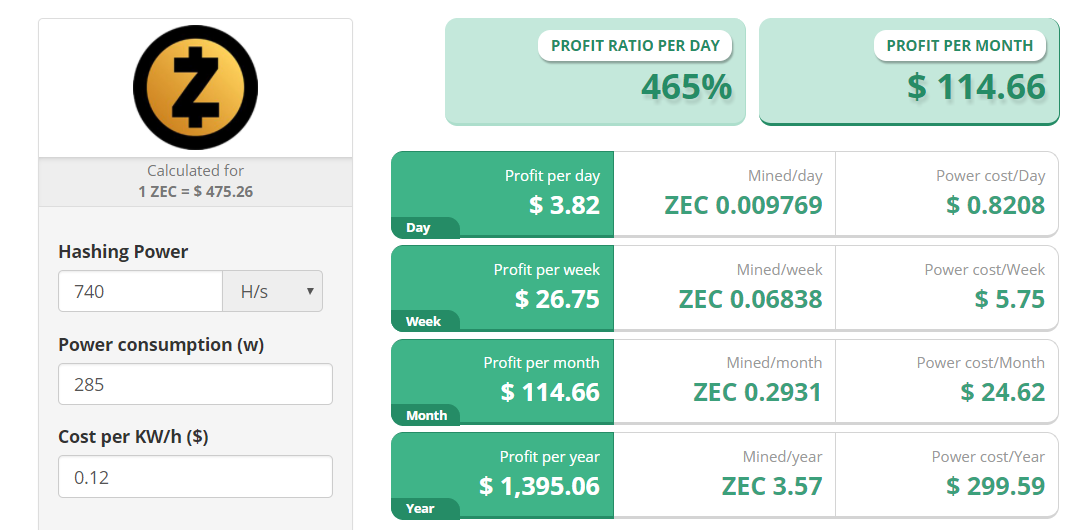 Calculated for
1 ZEC = $ 475.26
Hashing Power
740 H/s
Power consumption (w)
285
Cost per KW/h ($)
0.12
PROFIT RATIO PER DAY
465%
PROFIT PER MONTH
$ 114.66
Profit per day Mined/day Power cost/Day
$ 3.82 ZEC 0.009769 $ 0.8208
Day
Profit per week Mined/week Power cost/Week
$ 26.75 ZEC 0.06838 $ 5.75
Week
Profit per month Mined/month Power cost/Month
$ 114.66 ZEC 0.2931 $ 24.62
Month
Profit per year Mined/year Power cost/Year
$ 1,395.06 ZEC 3.57 $ 299.59
Year